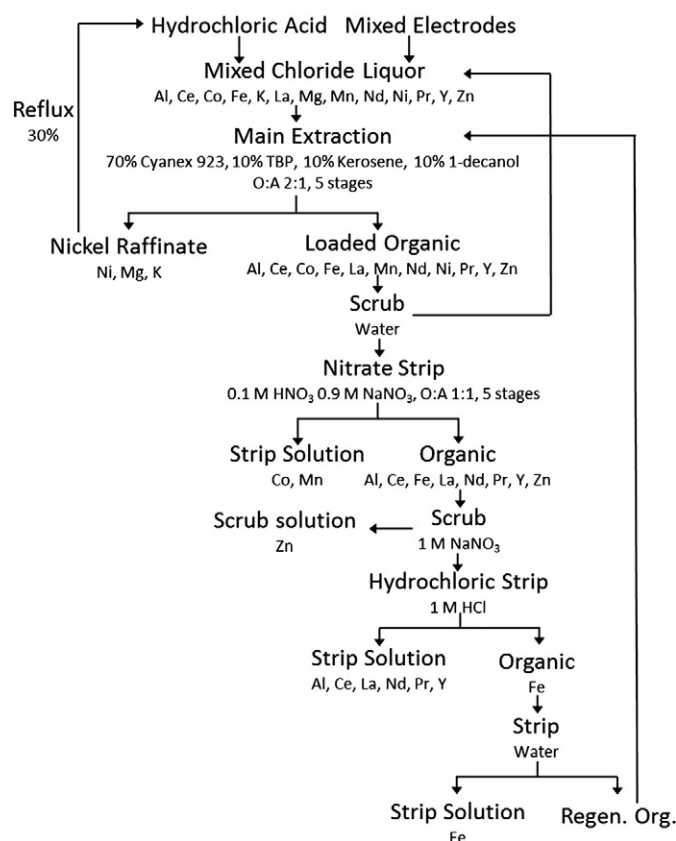 Hydrochloric Acid Mixed Electrodes
Mixed Chloride Liquor
Al, Ce, Co, Fe, K, La, Mg, Mn, Nd, Ni, Pr, Y, Zn
Reflux
30%
Main Extraction
70% Cyanex 923, 10% TBP, 10% Kerosene, 10% 1-decanol
O:A 2:1, 5 stages
Nickel Raffinate
Ni, Mg, K
Loaded Organic
Al, Ce, Co, Fe, La, Mn, Nd, Ni, Pr, Y, Zn
Scrub
Water
Nitrate Strip
0.1 M HNO₃ 0.9 M NaNO₃, O:A 1:1, 5 stages
Strip Solution
Co, Mn
Organic
Al, Ce, Fe, La, Nd, Pr, Y, Zn
Scrub solution
Zn
Scrub
1 M NaNO₃
Hydrochloric Strip
1 M HCl
Strip Solution
Al, Ce, La, Nd, Pr, Y
Organic
Fe
Strip
Water
Strip Solution
Fe
Regen. Org.